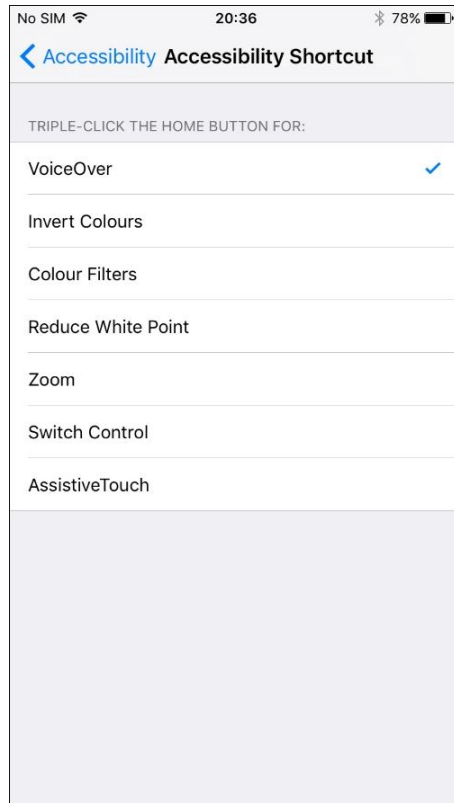 No SIM 20:36 78%
Accessibility Accessibility Shortcut
TRIPLE-CLICK THE HOME BUTTON FOR:
VoiceOver
Invert Colours
Colour Filters
Reduce White Point
Zoom
Switch Control
AssistiveTouch